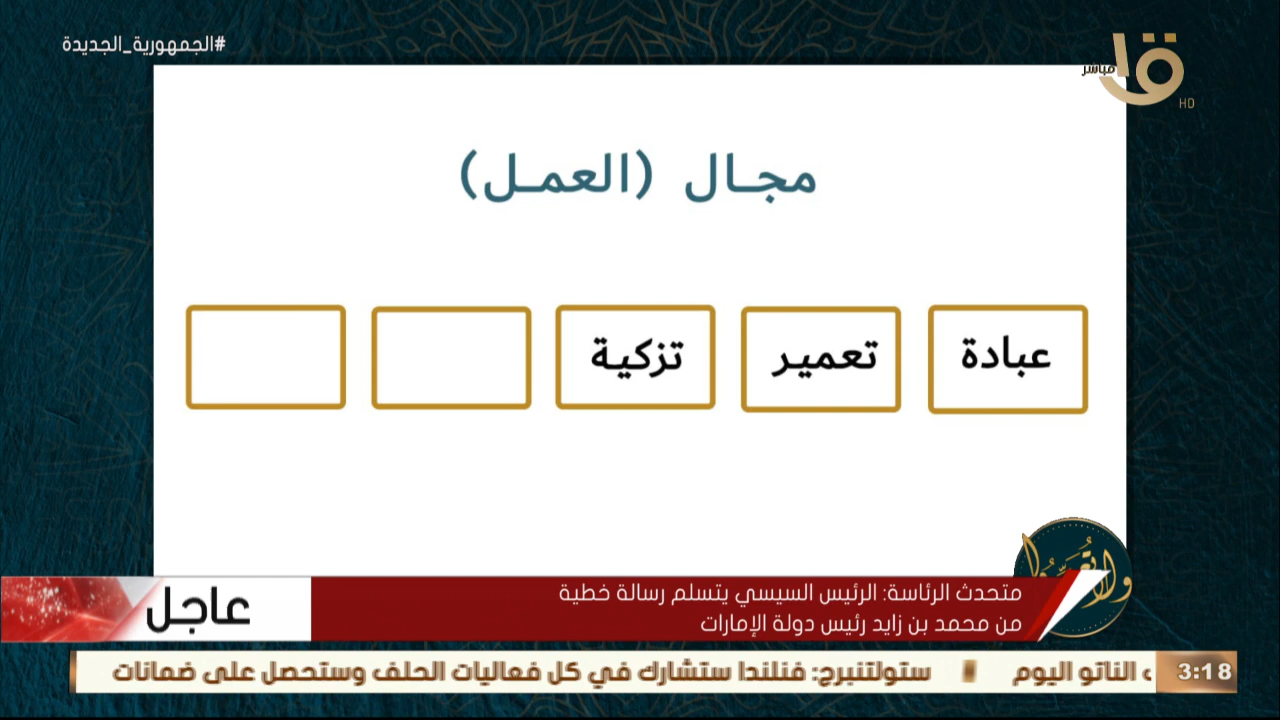 #الجمهورية_الجديدة
مباشر
HD
مجال (العمل)
عبادة
تعمير
تزكية
متحدث الرئاسة: الرئيس السيسي يتسلم رسالة خطية
من محمد بن زايد رئيس دولة الإمارات
عاجل
3:18
الناتو اليوم
ستولتنبرج: فنلندا ستشارك في كل فعاليات الحلف وستحصل على ضمانات